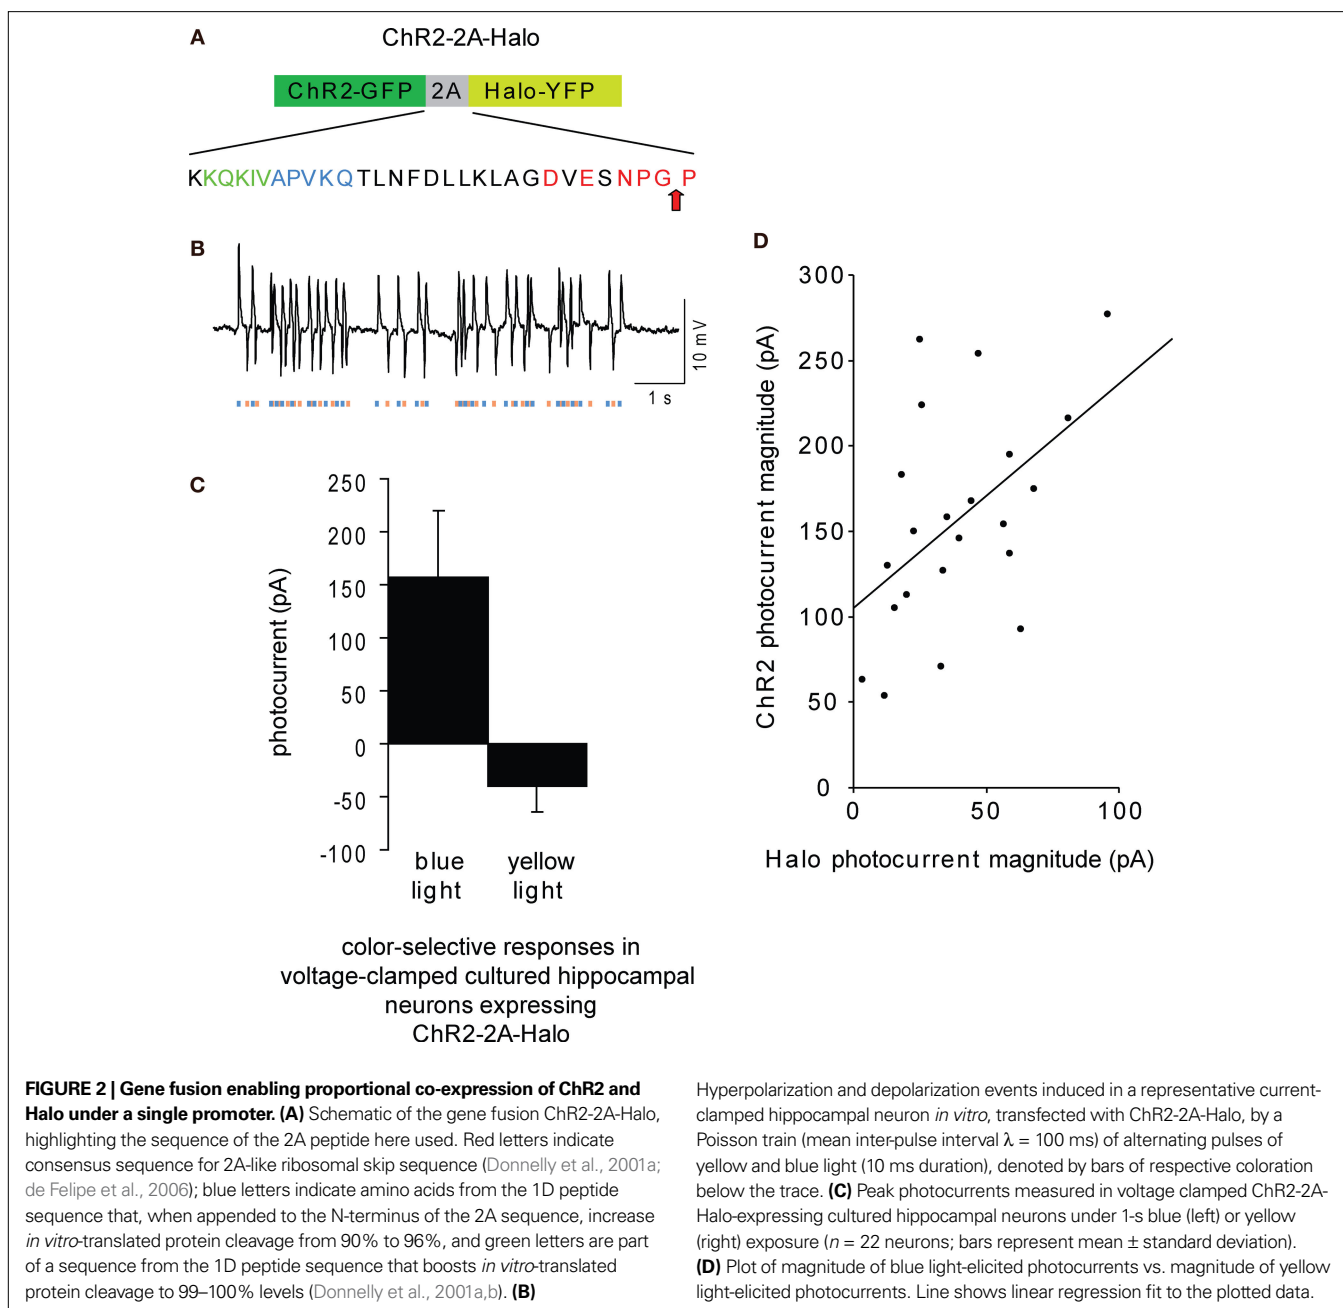 A
ChR2-2A-Halo
ChR2-GFP 2A Halo-YFP
KKQKIVAPVKQTLNFDLLKLAGDVESNPGP
B
10 mV
1 s
C
250
200
150
100
50
0
-50
-100
photocurrent (pA)
blue light
yellow light
color-selective responses in
voltage-clamped cultured hippocampal
neurons expressing
ChR2-2A-Halo
D
300
250
200
150
100
50
0
ChR2 photocurrent magnitude (pA)
0 50 100
Halo photocurrent magnitude (pA)
FIGURE 2 | Gene fusion enabling proportional co-expression of ChR2 and
Halo under a single promoter. (A) Schematic of the gene fusion ChR2-2A-Halo,
highlighting the sequence of the 2A peptide here used. Red letters indicate
consensus sequence for 2A-like ribosomal skip sequence (Donnelly et al., 2001a;
de Felipe et al., 2006); blue letters indicate amino acids from the 1D peptide
sequence that, when appended to the N-terminus of the 2A sequence, increase
in vitro-translated protein cleavage from 90% to 96%, and green letters are part
of a sequence from the 1D peptide sequence that boosts in vitro-translated
protein cleavage to 99–100% levels (Donnelly et al., 2001a,b). (B)
Hyperpolarization and depolarization events induced in a representative current-
clamped hippocampal neuron in vitro, transfected with ChR2-2A-Halo, by a
Poisson train (mean inter-pulse interval λ = 100 ms) of alternating pulses of
yellow and blue light (10 ms duration), denoted by bars of respective coloration
below the trace. (C) Peak photocurrents measured in voltage clamped ChR2-2A-
Halo-expressing cultured hippocampal neurons under 1-s blue (left) or yellow
(right) exposure (n = 22 neurons; bars represent mean ± standard deviation).
(D) Plot of magnitude of blue light-elicited photocurrents vs. magnitude of yellow
light-elicited photocurrents. Line shows linear regression fit to the plotted data.